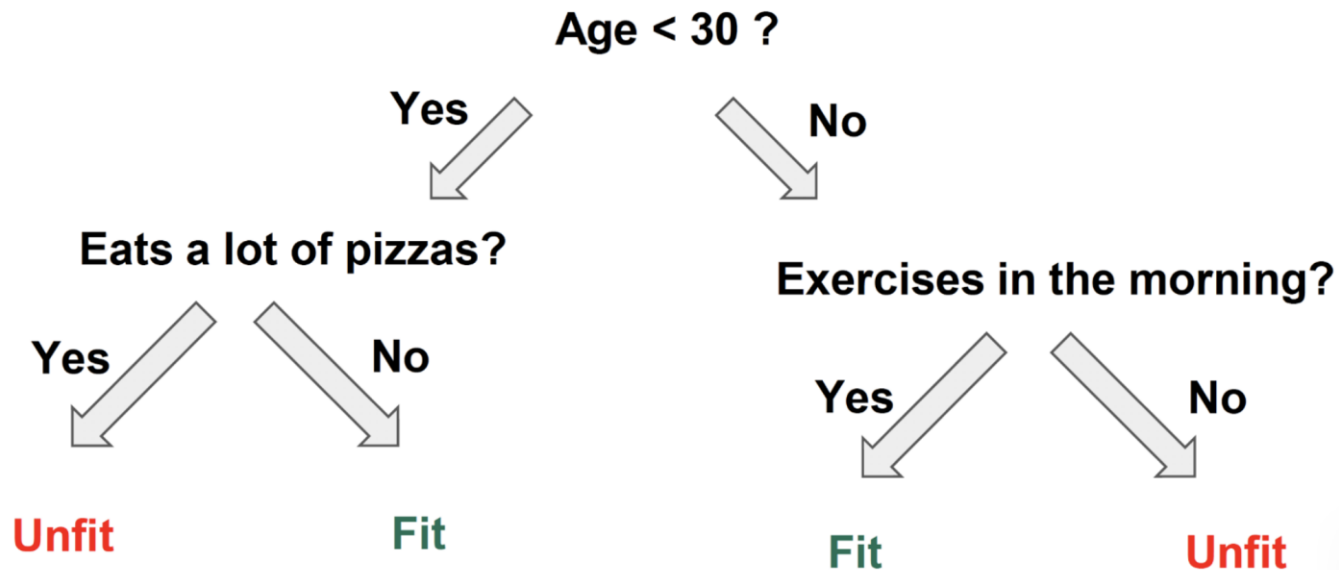 Age < 30 ?
Yes
No
Eats a lot of pizzas?
Exercises in the morning?
Yes
No
Yes
No
Unfit
Fit
Fit
Unfit